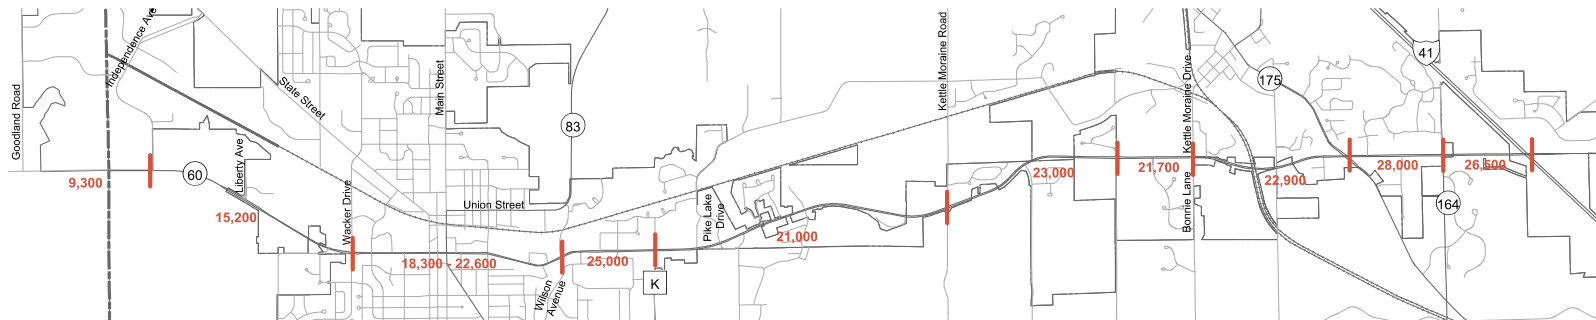 Goodland Road
Independence Ave
State Street
Main Street
83
Kettle Moraine Road
Kettle Moraine Drive
175
41
9,300
60
Liberty Ave
15,200
Wacker Drive
Union Street
18,300 - 22,600
Wilson
Avenue
25,000
K
Pike Lake
Drive
21,000
23,000
21,700
Bonnie Lane
22,900
28,000
164
26,500